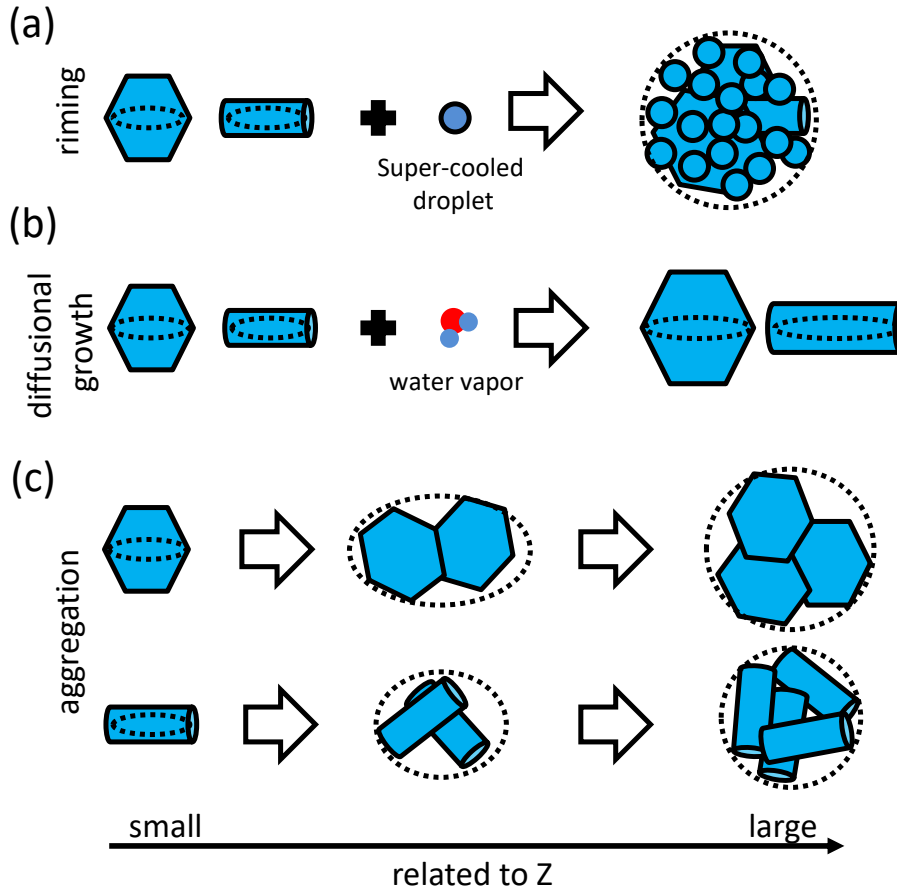 (a)
riming
Super-cooled
droplet
(b)
diffusional
growth
water vapor
(c)
aggregation
small
large
related to Z